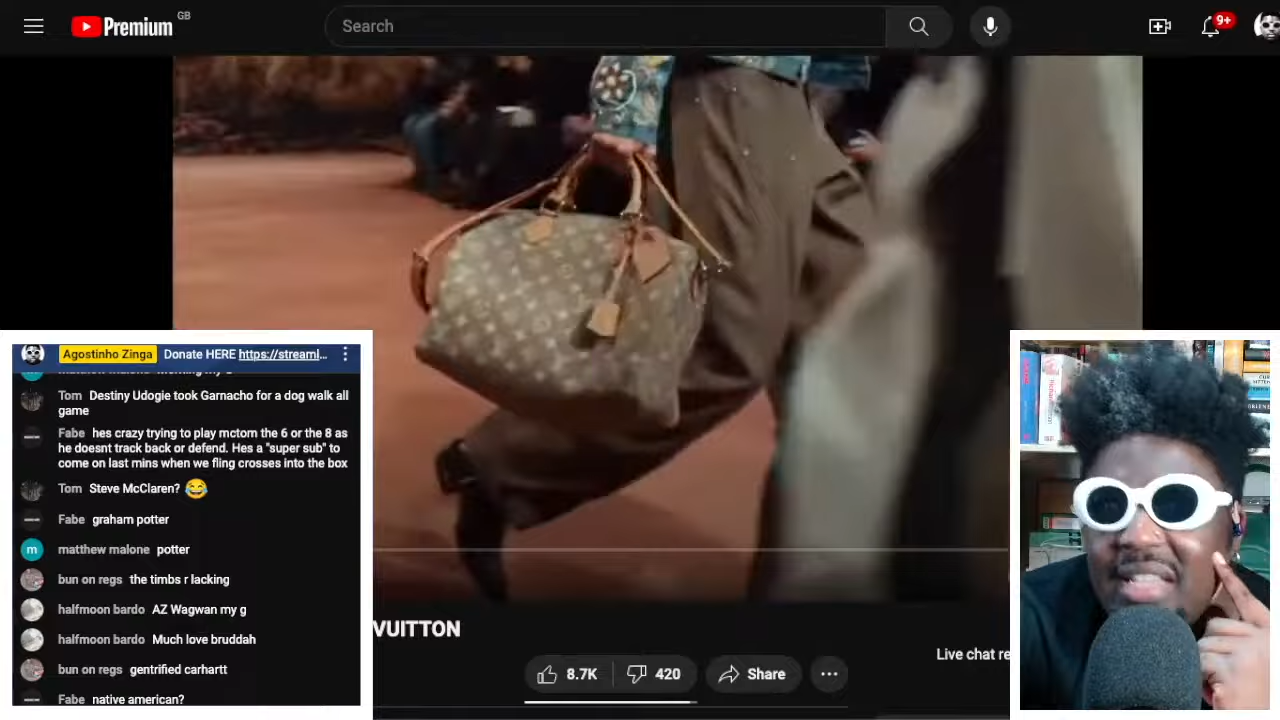 Premium
GB
Search
9+
Agostinho Zinga Donate HERE https://streaml...
Tom Destiny Udogie took Garnacho for a dog walk all
game
Fabe hes crazy trying to play mctom the 6 or the 8 as
he doesnt track back or defend. Hes a "super sub" to
come on last mins when we fling crosses into the box
Tom Steve McClaren? 😂
Fabe graham potter
m
matthew malone potter
bun on regs the timbs r lacking
halfmoon bardo AZ Wagwan my g
halfmoon bardo Much love bruddah
bun on regs gentrified carhartt
Fabe native american?
VUITTON
8.7K
420
Share
Live chat re